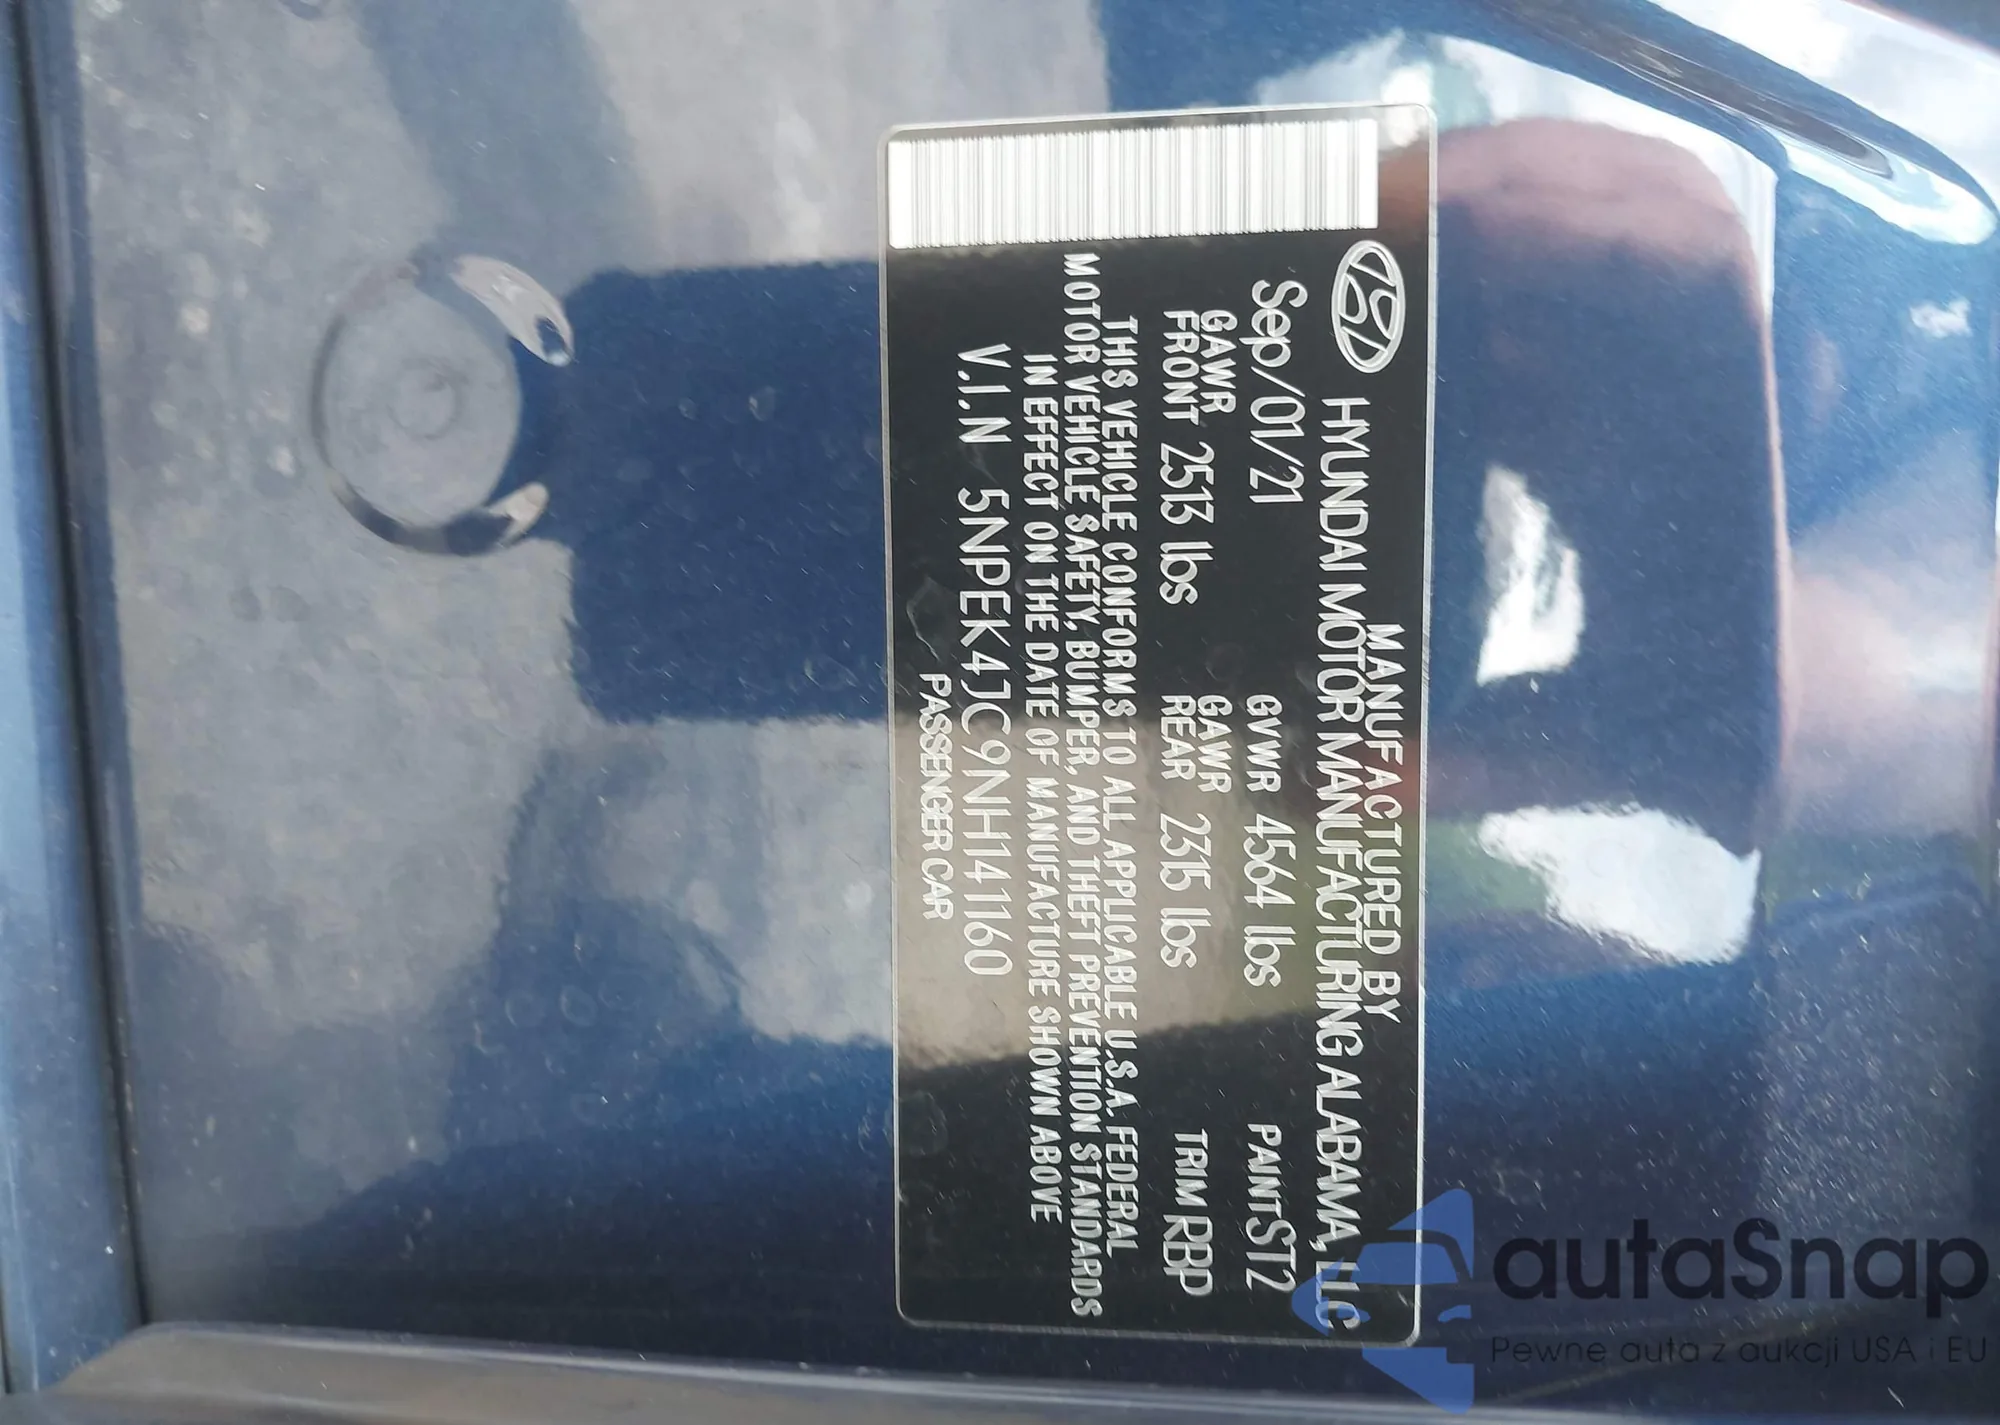 MANUFACTURED BY
HYUNDAI MOTOR MANUFACTURING ALABAMA, LLC
Sep/01/21 GVWR 4564 lbs PAINT ST2
GAWR GAWR
FRONT 2513 lbs REAR 2315 lbs TRIM RBP
THIS VEHICLE CONFORMS TO ALL APPLICABLE U.S.A. FEDERAL
MOTOR VEHICLE SAFETY, BUMPER, AND THEFT PREVENTION STANDARDS
IN EFFECT ON THE DATE OF MANUFACTURE SHOWN ABOVE
V.I.N 5NPEK4JC9NH141160
PASSENGER CAR
autaSnap
Pewne auta z aukcji USA i EU